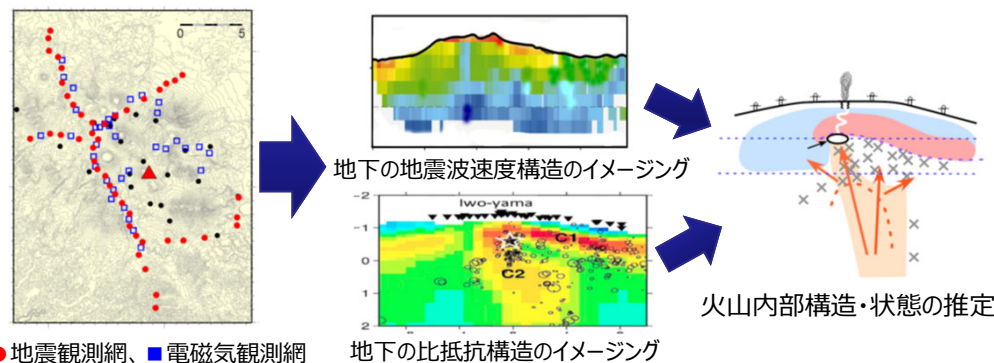 0 5
地下の地震波速度構造のイメージング
-2
Iwo-yama
-1
C1
0
C2
1
2
地下の比抵抗構造のイメージング
火山内部構造・状態の推定
●地震観測網、■電磁気観測網